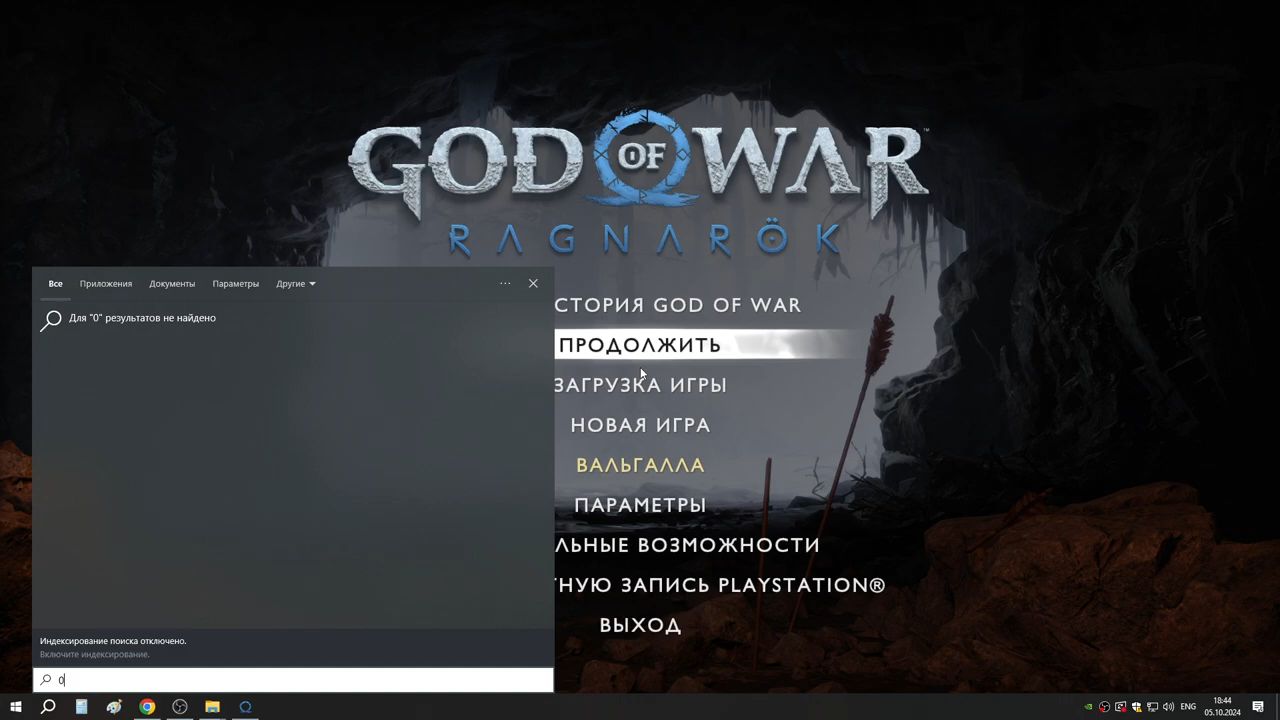 GOD OF WAR™
RAGNARÖK
Все Приложения Документы Параметры Другие ...
Для "0" результатов не найдено
СТОРИЯ GOD OF WAR
ПРОДОЛЖИТЬ
ЗАГРУЗКА ИГРЫ
НОВАЯ ИГРА
ВАЛЬГАЛЛА
ПАРАМЕТРЫ
ЛЬНЫЕ ВОЗМОЖНОСТИ
ТНУЮ ЗАПИСЬ PLAYSTATION®
ВЫХОД
Индексирование поиска отключено.
Включите индексирование.
0
ENG
18:44
05.10.2024